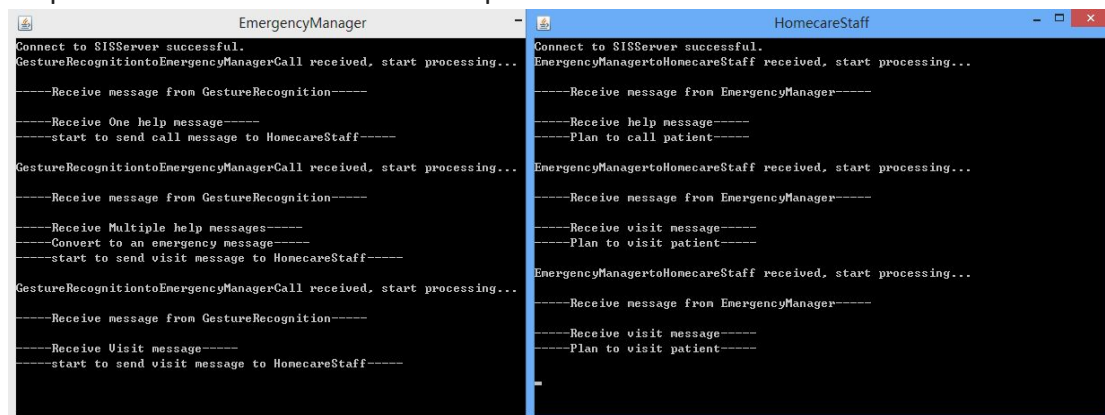 EmergencyManager
Connect to SISServer successful.
GestureRecognitiontoEmergencyManagerCall received, start processing...
-----Receive message from GestureRecognition-----
-----Receive One help message-----
-----start to send call message to HomecareStaff-----
GestureRecognitiontoEmergencyManagerCall received, start processing...
-----Receive message from GestureRecognition-----
-----Receive Multiple help messages-----
-----Convert to an emergency message-----
-----start to send visit message to HomecareStaff-----
GestureRecognitiontoEmergencyManagerCall received, start processing...
-----Receive message from GestureRecognition-----
-----Receive Visit message-----
-----start to send visit message to HomecareStaff-----
HomecareStaff
Connect to SISServer successful.
EmergencyManagertoHomecareStaff received, start processing...
-----Receive message from EmergencyManager-----
-----Receive help message-----
-----Plan to call patient-----
EmergencyManagertoHomecareStaff received, start processing...
-----Receive message from EmergencyManager-----
-----Receive visit message-----
-----Plan to visit patient-----
EmergencyManagertoHomecareStaff received, start processing...
-----Receive message from EmergencyManager-----
-----Receive visit message-----
-----Plan to visit patient-----